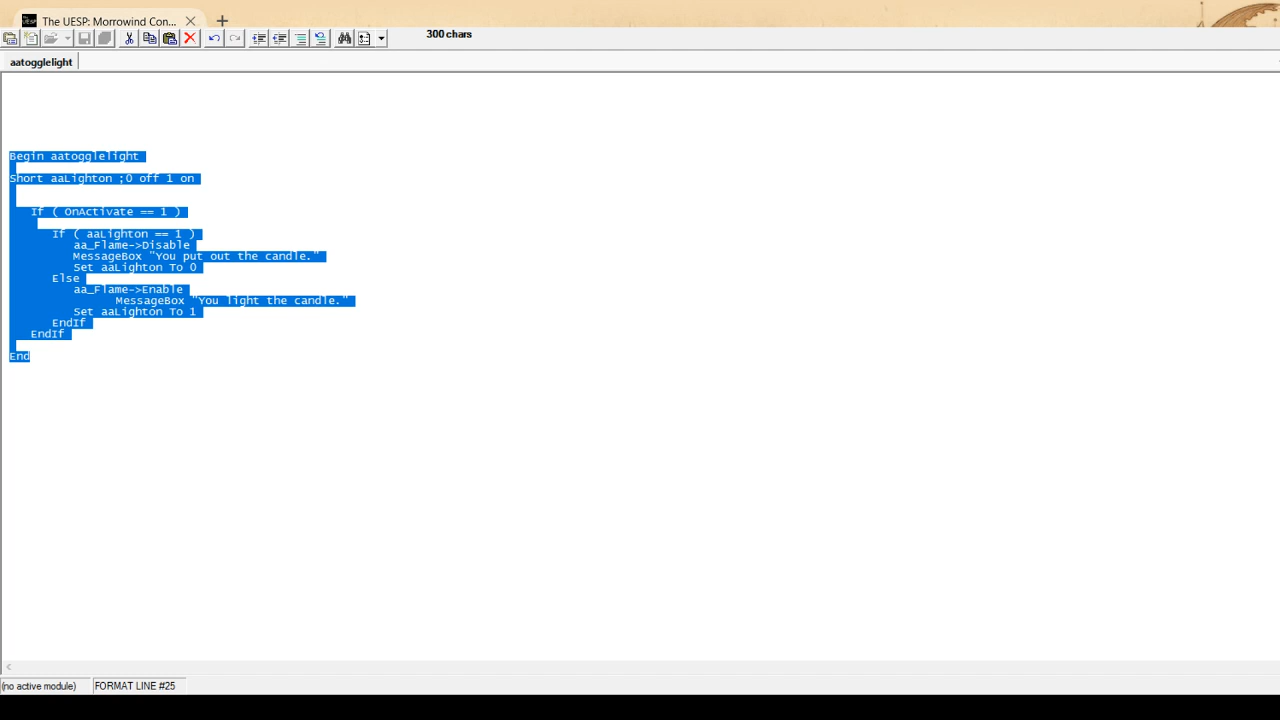 The UESP: Morrowind Con...
300 chars
aatogglelight
Begin aatogglelight
Short aaLighton ;0 off 1 on
If ( OnActivate == 1 )
If ( aaLighton == 1 )
aa_Flame->Disable
MessageBox "You put out the candle."
Set aaLighton To 0
Else
aa_Flame->Enable
MessageBox "You light the candle."
Set aaLighton To 1
EndIf
EndIf
End
(no active module) FORMAT LINE #25